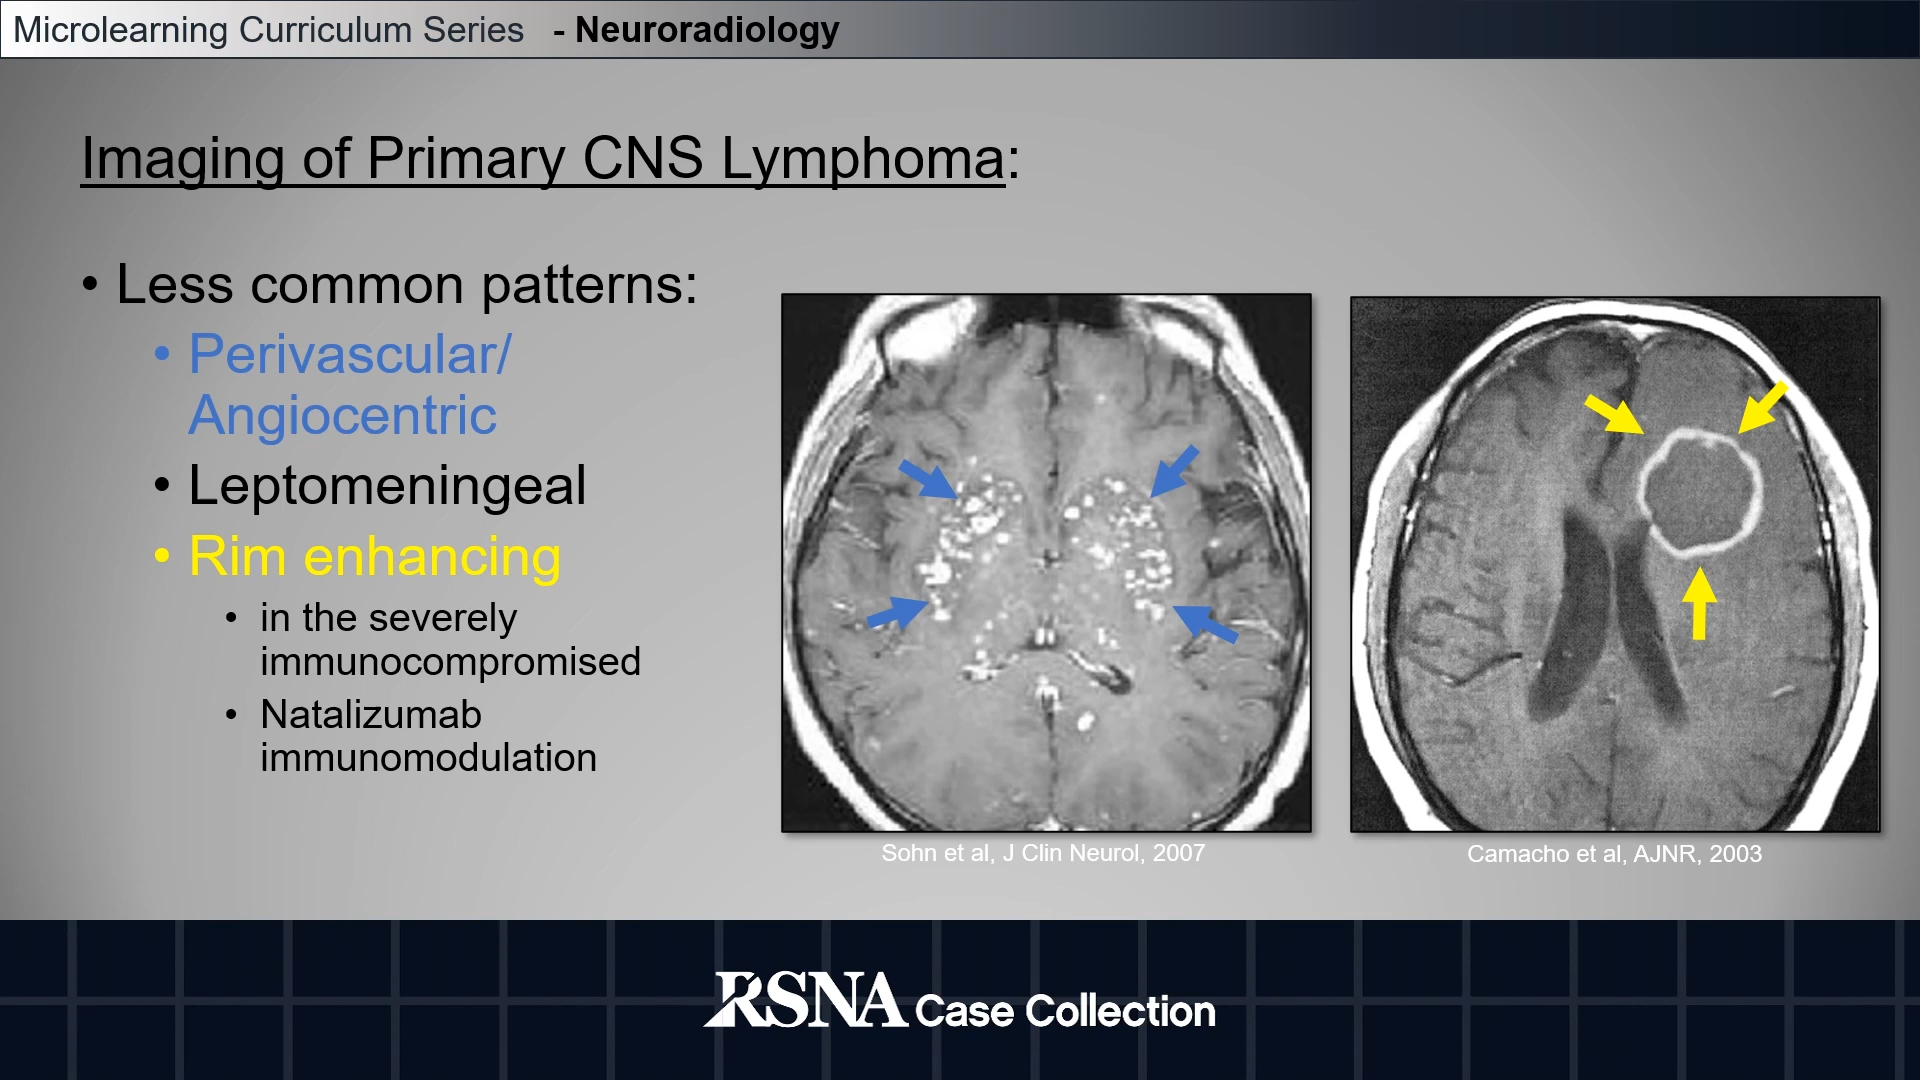 Microlearning Curriculum Series - Neuroradiology
Imaging of Primary CNS Lymphoma:
• Less common patterns:
• Perivascular/
Angiocentric
• Leptomeningeal
• Rim enhancing
• in the severely
immunocompromised
• Natalizumab
immunomodulation
Sohn et al, J Clin Neurol, 2007
Camacho et al, AJNR, 2003
RSNA Case Collection